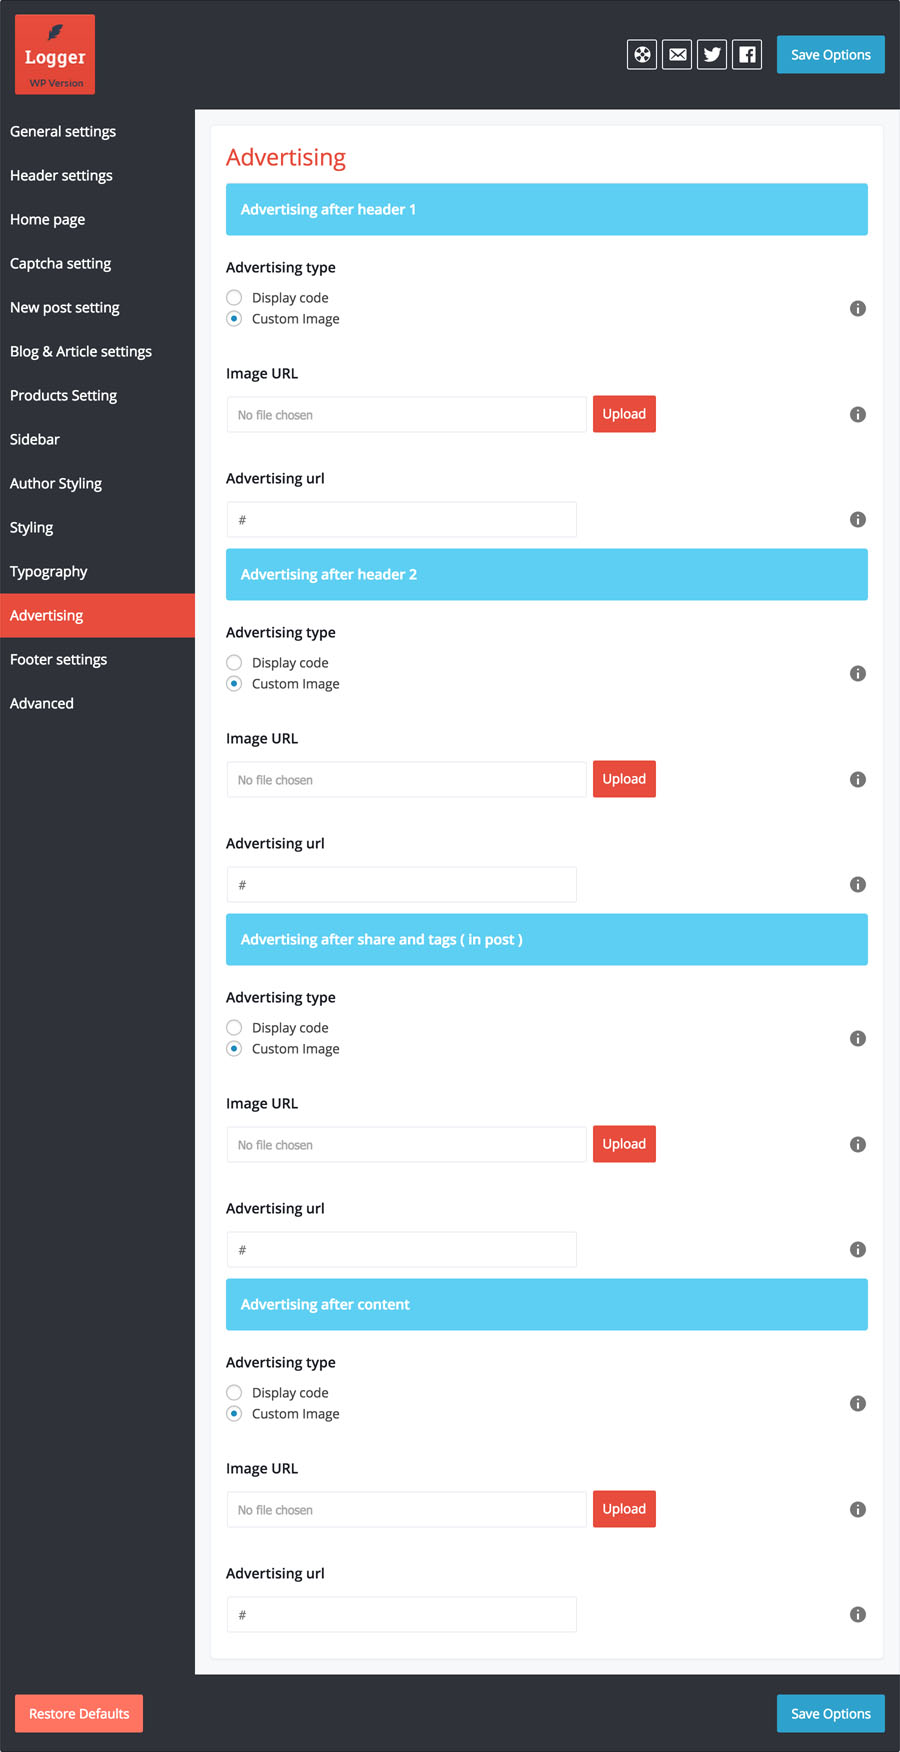 Logger
WP Version
Save Options
General settings
Header settings
Home page
Captcha setting
New post setting
Blog & Article settings
Products Setting
Sidebar
Author Styling
Styling
Typography
Advertising
Footer settings
Advanced
Advertising
Advertising after header 1
Advertising type
Display code
Custom Image
Image URL
No file chosen Upload
Advertising url
#
Advertising after header 2
Advertising type
Display code
Custom Image
Image URL
No file chosen Upload
Advertising url
#
Advertising after share and tags ( in post )
Advertising type
Display code
Custom Image
Image URL
No file chosen Upload
Advertising url
#
Advertising after content
Advertising type
Display code
Custom Image
Image URL
No file chosen Upload
Advertising url
#
Restore Defaults Save Options